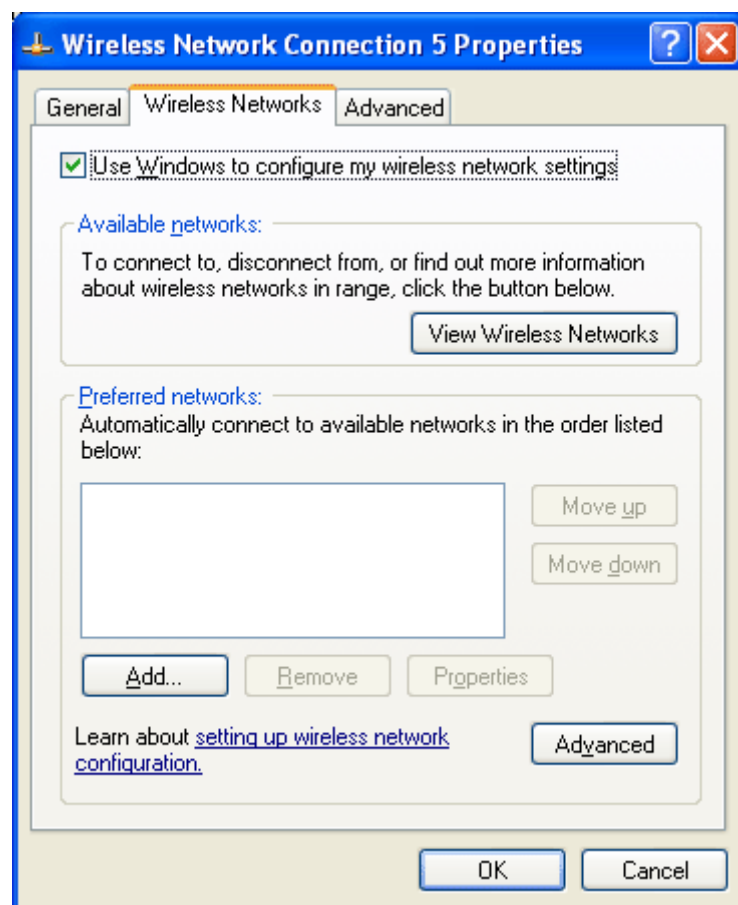 Wireless Network Connection 5 Properties
General Wireless Networks Advanced
Use Windows to configure my wireless network settings
Available networks:
To connect to, disconnect from, or find out more information
about wireless networks in range, click the button below.
View Wireless Networks
Preferred networks:
Automatically connect to available networks in the order listed
below:
Move up
Move down
Add... Remove Properties
Learn about setting up wireless network
configuration.
Advanced
OK Cancel